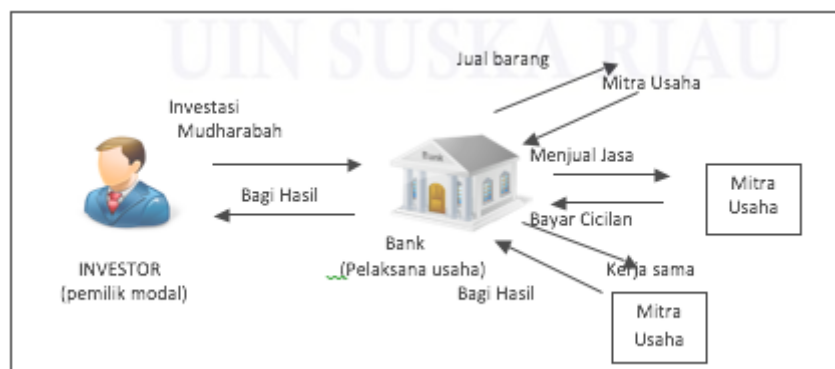 UIN SUSKA RIAU
Jual barang
Mitra Usaha
Investasi
Mudharabah
Menjual Jasa
Mitra
Usaha
Bagi Hasil
Bayar Cicilan
Bank
(Pelaksana usaha)
INVESTOR
(pemilik modal)
Kerja sama
Bagi Hasil
Mitra
Usaha